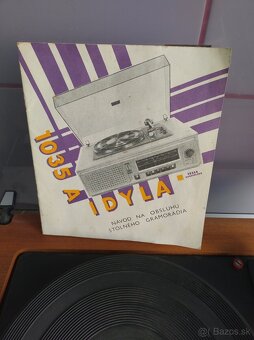 1035 A IDYLA
TESLA
NÁVOD NA OBSLUHU
STOLNÉHO GRAMORÁDIA
Bazos.sk